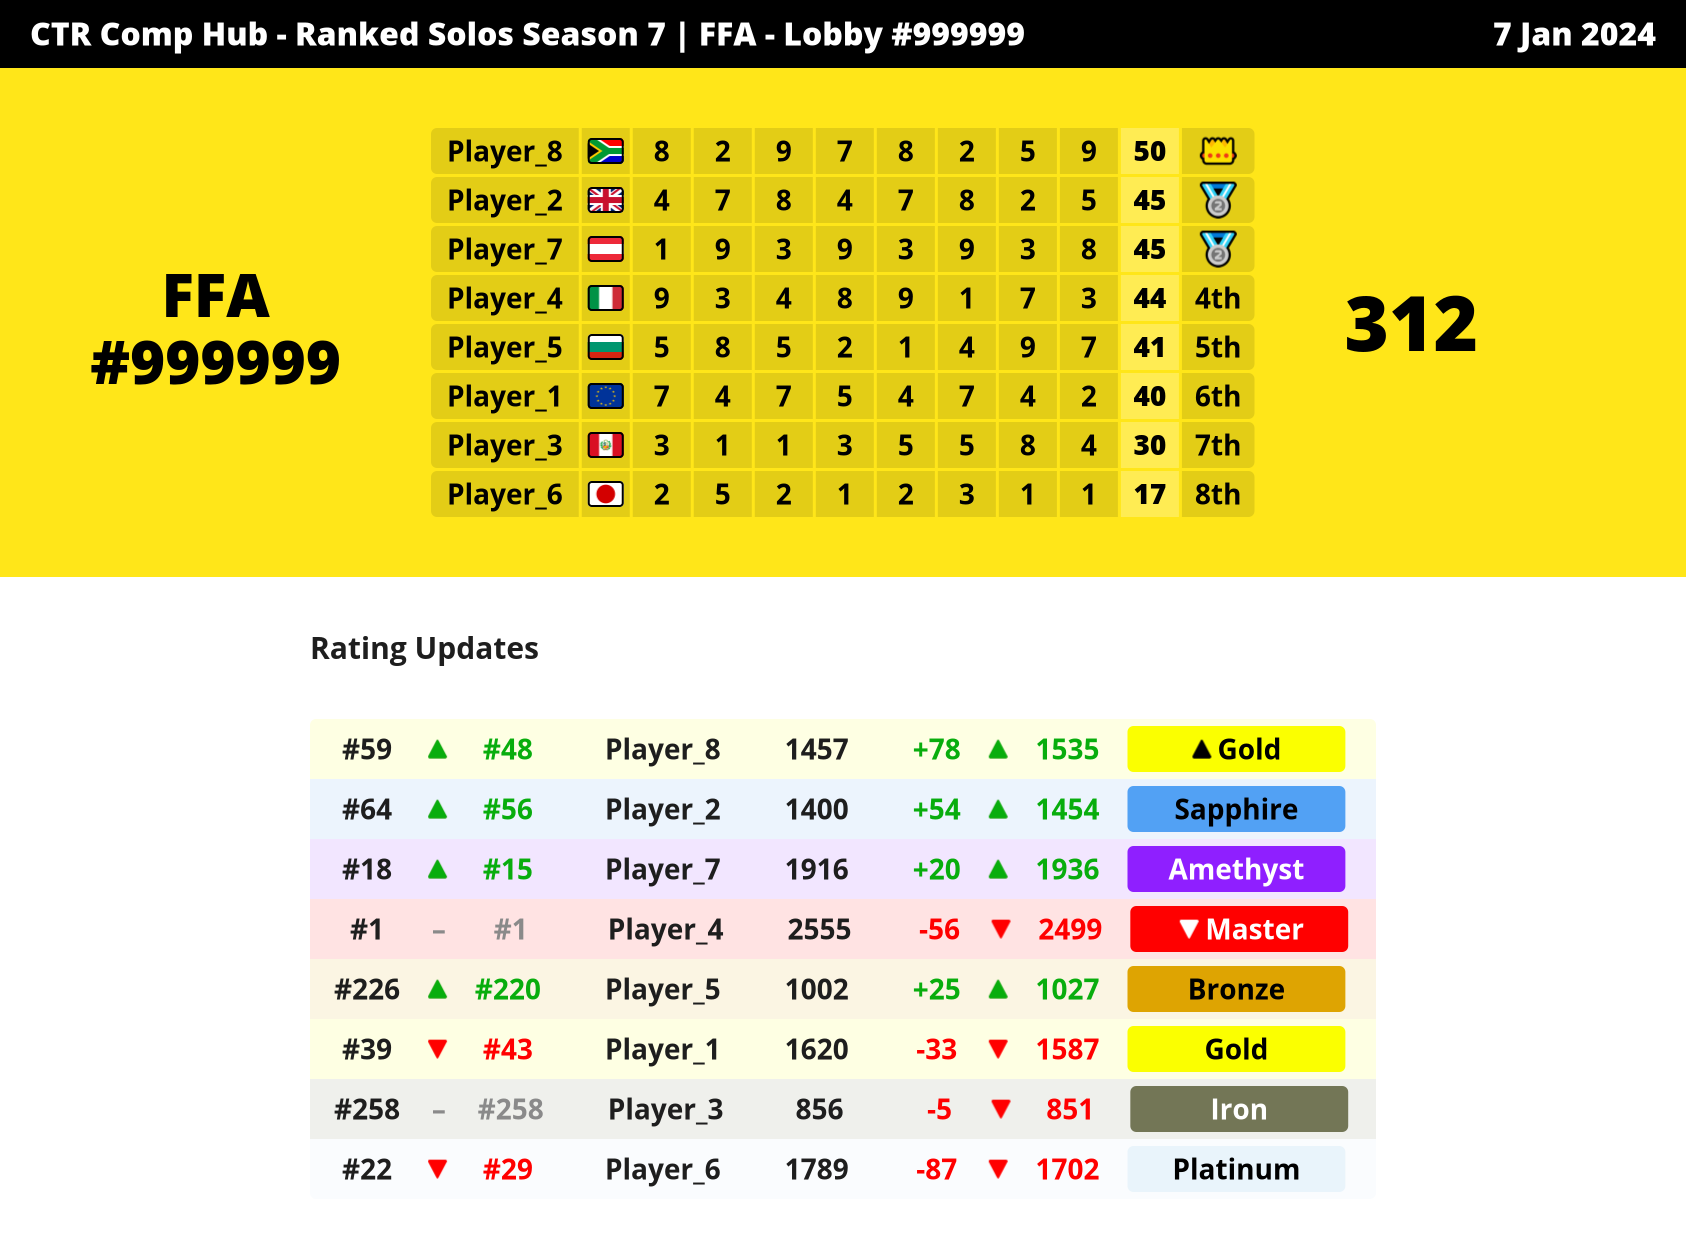 CTR Comp Hub - Ranked Solos Season 7 | FFA - Lobby #999999 7 Jan 2024
FFA
#999999
Player_8 8 2 9 7 8 2 5 9 50
Player_2 4 7 8 4 7 8 2 5 45 2
Player_7 1 9 3 9 3 9 3 8 45 2
Player_4 9 3 4 8 9 1 7 3 44 4th
Player_5 5 8 5 2 1 4 9 7 41 5th
Player_1 7 4 7 5 4 7 4 2 40 6th
Player_3 3 1 1 3 5 5 8 4 30 7th
Player_6 2 5 2 1 2 3 1 1 17 8th
312
Rating Updates
#59 ▲ #48 Player_8 1457 +78 ▲ 1535 ▲ Gold
#64 ▲ #56 Player_2 1400 +54 ▲ 1454 Sapphire
#18 ▲ #15 Player_7 1916 +20 ▲ 1936 Amethyst
#1 – #1 Player_4 2555 -56 ▼ 2499 ▼ Master
#226 ▲ #220 Player_5 1002 +25 ▲ 1027 Bronze
#39 ▼ #43 Player_1 1620 -33 ▼ 1587 Gold
#258 – #258 Player_3 856 -5 ▼ 851 Iron
#22 ▼ #29 Player_6 1789 -87 ▼ 1702 Platinum